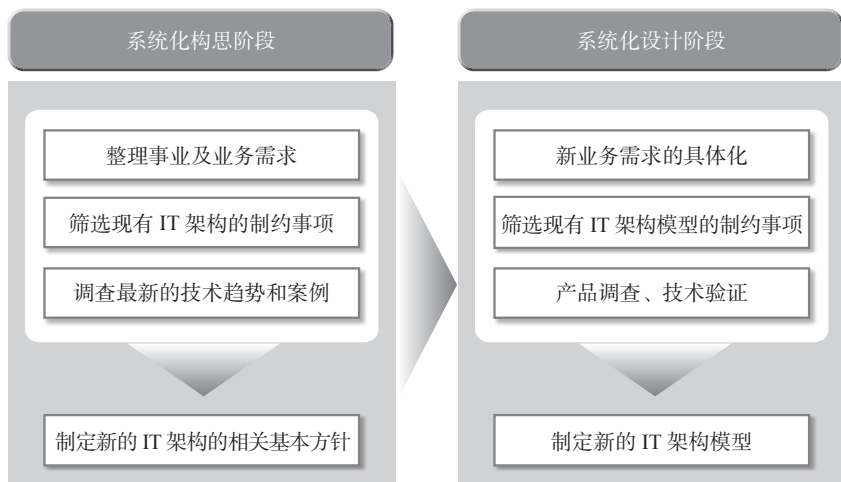 系统化构思阶段
整理事业及业务需求
筛选现有 IT 架构的制约事项
调查最新的技术趋势和案例
制定新的 IT 架构的相关基本方针
系统化设计阶段
新业务需求的具体化
筛选现有 IT 架构模型的制约事项
产品调查、技术验证
制定新的 IT 架构模型